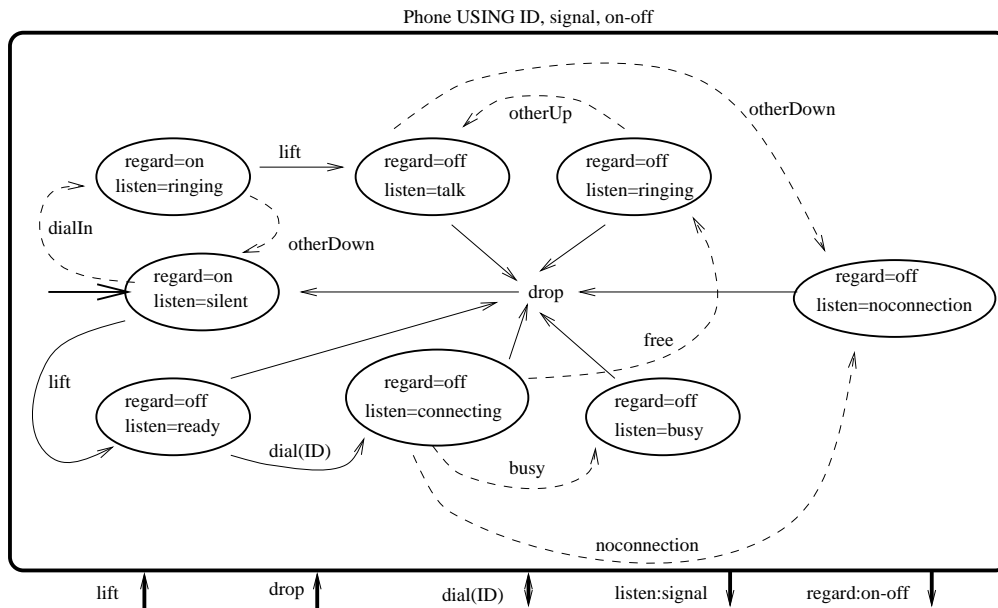 Phone USING ID, signal, on-off
otherUp
otherDown
regard=on
listen=ringing
lift
regard=off
listen=talk
regard=off
listen=ringing
dialIn
otherDown
regard=on
listen=silent
drop
regard=off
listen=noconnection
free
lift
regard=off
listen=ready
dial(ID)
regard=off
listen=connecting
regard=off
listen=busy
busy
noconnection
lift
drop
dial(ID)
listen:signal
regard:on-off